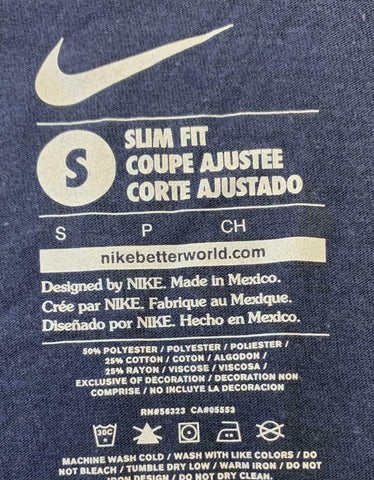 S
SLIM FIT
COUPE AJUSTEE
CORTE AJUSTADO
S P CH
nikebetterworld.com
Designed by NIKE. Made in Mexico.
Crée par NIKE. Fabrique au Mexique.
Diseñado por NIKE. Hecho en Mexico.
50% POLYESTER / POLYESTER / POLIESTER /
25% COTTON / COTON / ALGODON /
25% RAYON / VISCOSE / VISCOSA /
EXCLUSIVE OF DECORATION / DECORATION NON
COMPRISE / NO INCLUYE LA DECORACION
RN#56323 CA#05553
30C
MACHINE WASH COLD / WASH WITH LIKE COLORS / DO
NOT BLEACH / TUMBLE DRY LOW / WARM IRON / DO NOT
IRON DESIGN / DO NOT DRY CLEAN.